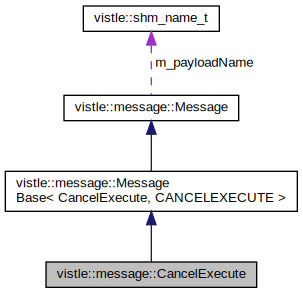 vistle::shm_name_t
m_payloadName
vistle::message::Message
vistle::message::Message
Base< CancelExecute, CANCELEXECUTE >
vistle::message::CancelExecute